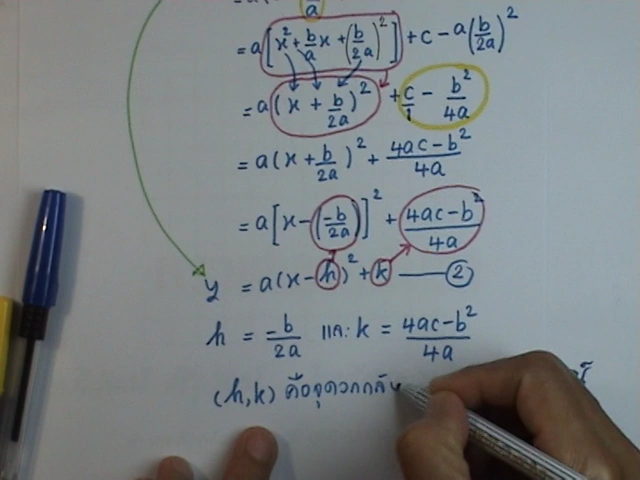 = a[x² + b/a x + (b/2a)²] + c - a(b/2a)²
= a(x + b/2a)² + c/1 - b²/4a
= a(x + b/2a)² + 4ac-b²/4a
= a[x - (-b/2a)]² + 4ac-b²/4a
y = a(x - h)² + k —— ②
h = -b/2a และ k = 4ac-b²/4a
(h,k) คือจุดวกกลับ